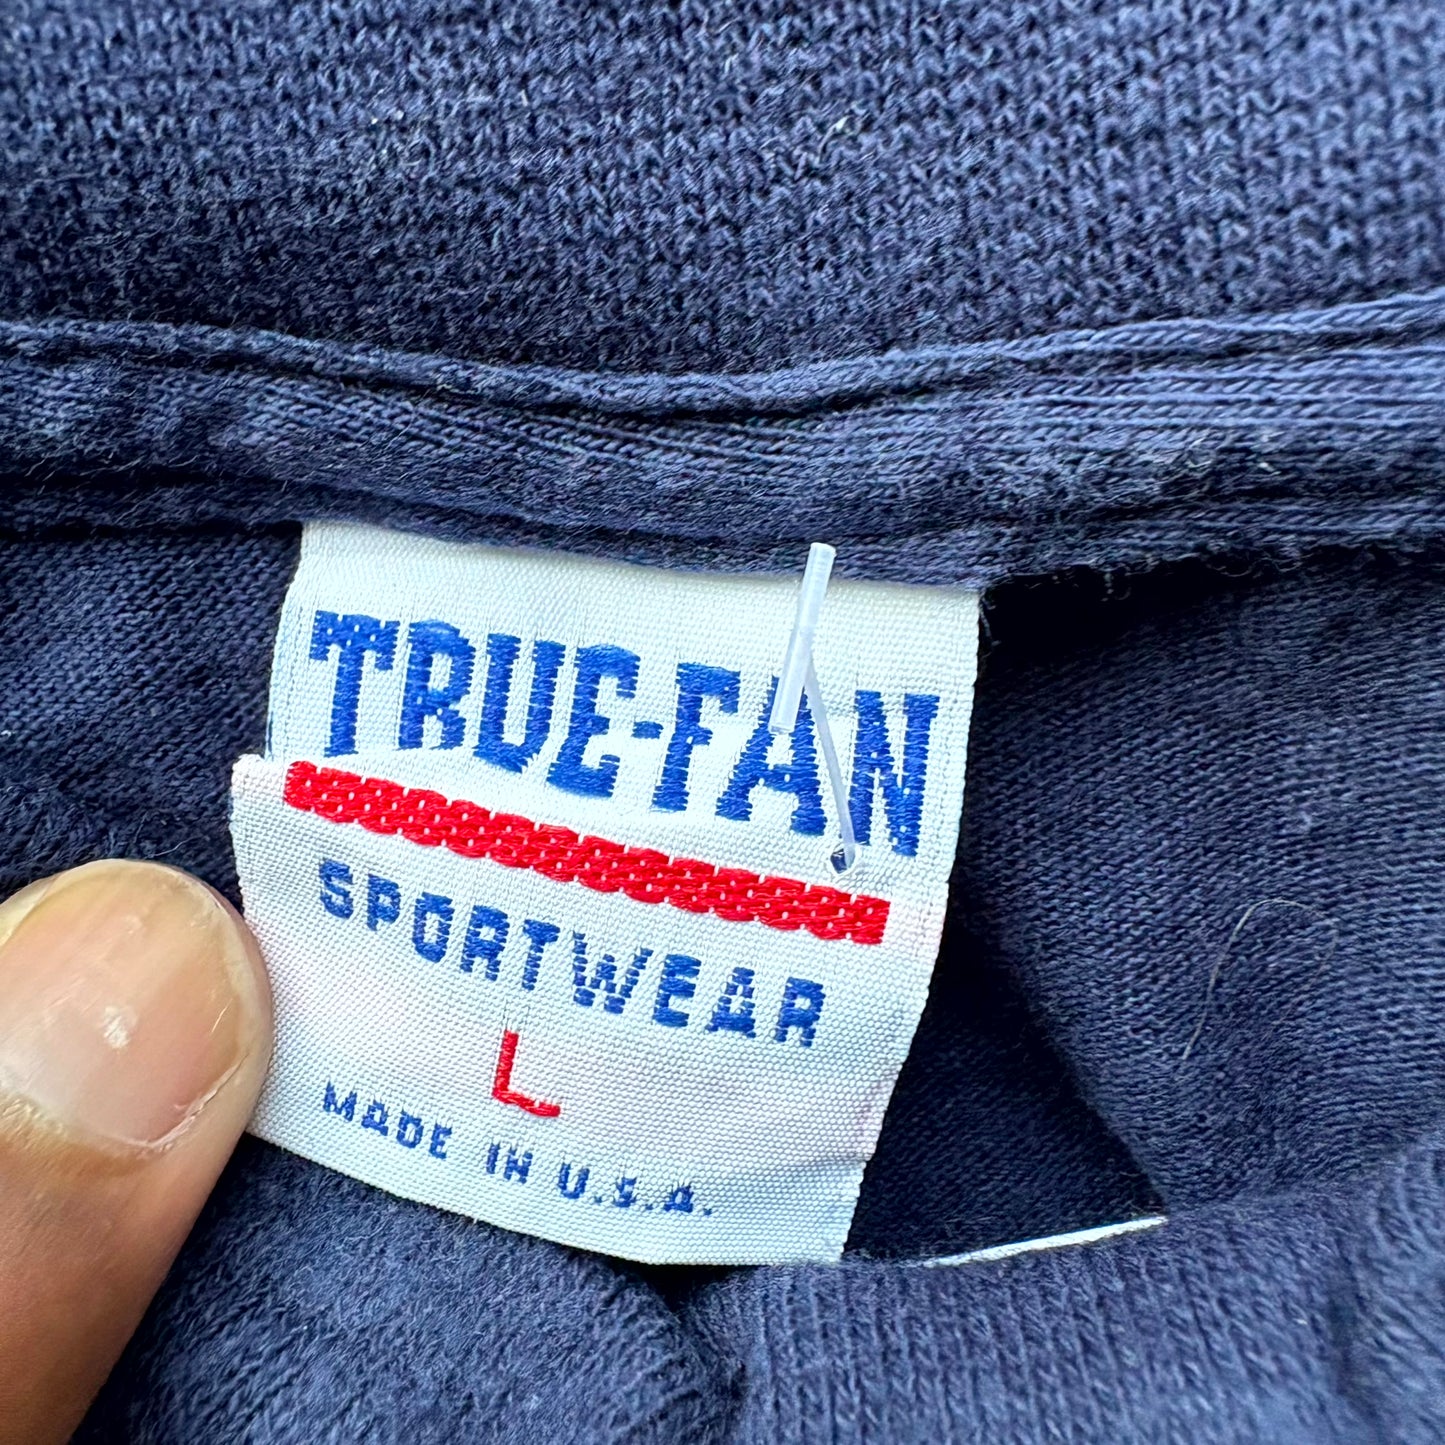 TRUE-FAN
SPORTWEAR
L
MADE IN U.S.A.